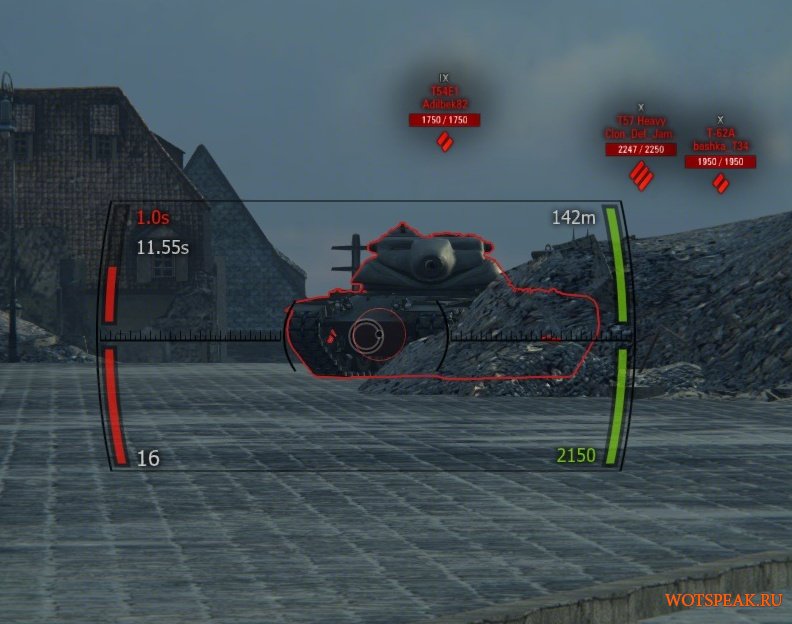 IX
T54E1
Adilbek82
1750 / 1750
X
T57 Heavy
Clon_Def_Jam
2247 / 2250
X
T-62A
bashka_T34
1950 / 1950
1.0s
142m
11.55s
16
2150
WOTSPEAK.RU